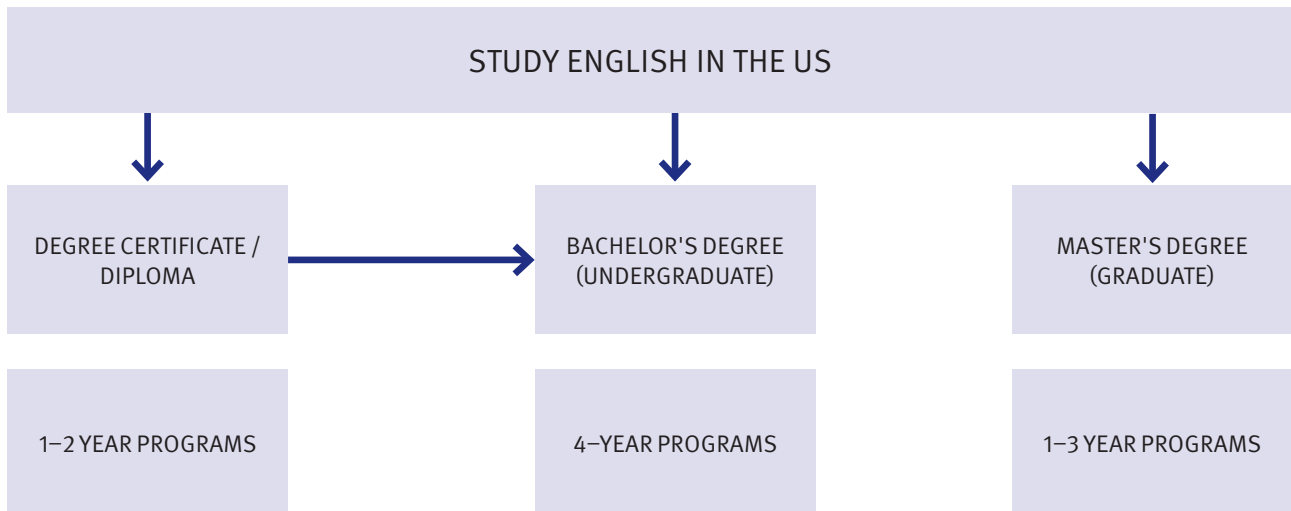 STUDY ENGLISH IN THE US
DEGREE CERTIFICATE /
DIPLOMA
BACHELOR'S DEGREE
(UNDERGRADUATE)
MASTER'S DEGREE
(GRADUATE)
1–2 YEAR PROGRAMS
4–YEAR PROGRAMS
1–3 YEAR PROGRAMS